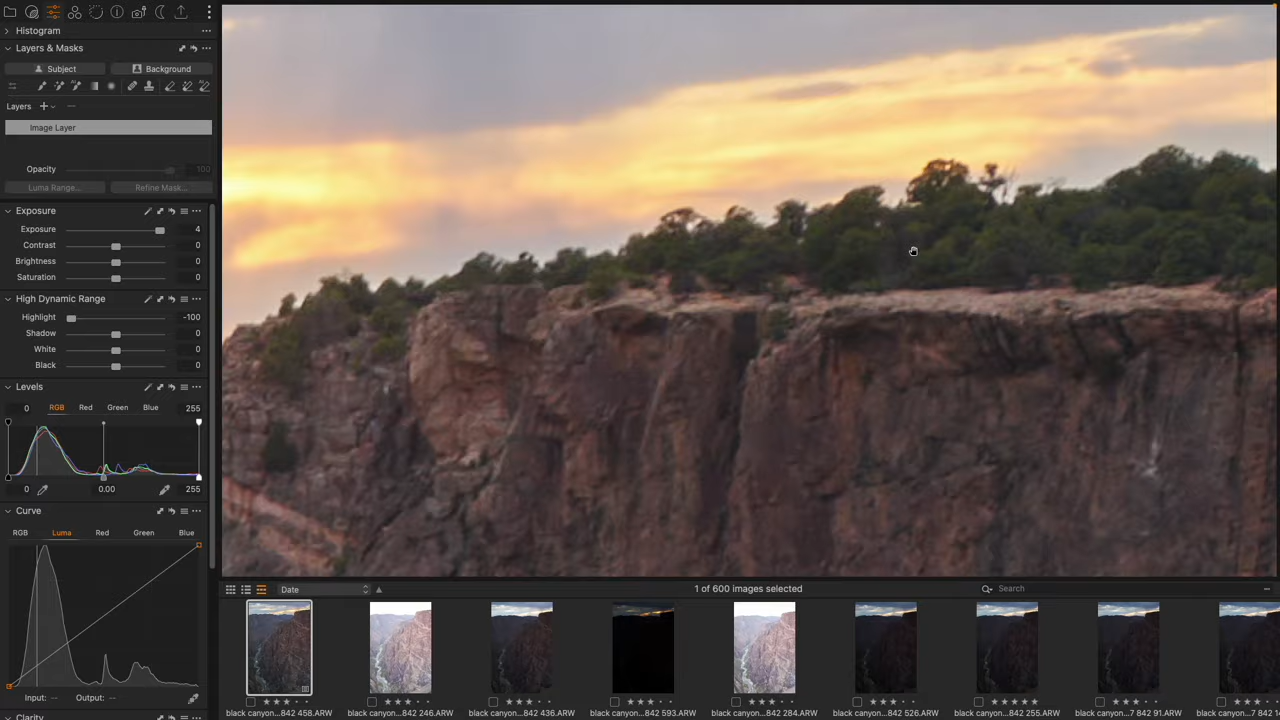 Histogram
Layers & Masks
Subject Background
Layers
Image Layer
Opacity 100
Luma Range... Refine Mask...
Exposure
Exposure 4
Contrast 0
Brightness 0
Saturation 0
High Dynamic Range
Highlight -100
Shadow 0
White 0
Black 0
Levels
0 RGB Red Green Blue 255
0 0.00 255
Curve
RGB Luma Red Green Blue
Input: -- Output: --
Clarity
Date 1 of 600 images selected Search
black canyon...842 458.ARW
black canyon...842 246.ARW
black canyon...842 436.ARW
black canyon...842 593.ARW
black canyon...842 284.ARW
black canyon...842 526.ARW
black canyon...842 255.ARW
black canyon...7 842 91.ARW